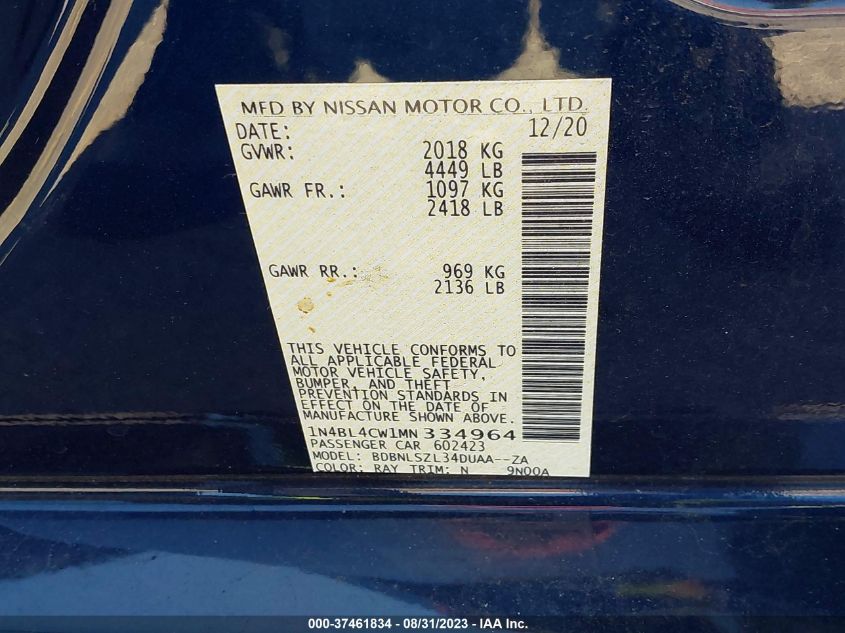 MFD BY NISSAN MOTOR CO., LTD.
DATE: 12/20
GVWR: 2018 KG
4449 LB
GAWR FR.: 1097 KG
2418 LB
GAWR RR.: 969 KG
2136 LB
THIS VEHICLE CONFORMS TO
ALL APPLICABLE FEDERAL
MOTOR VEHICLE SAFETY,
BUMPER, AND THEFT
PREVENTION STANDARDS IN
EFFECT ON THE DATE OF
MANUFACTURE SHOWN ABOVE.
1N4BL4CW1MN 334964
PASSENGER CAR 602423
MODEL: BDBNLSZL34DUAA--ZA
COLOR: RAY TRIM: N 9N00A
000-37461834 - 08/31/2023 - IAA Inc.